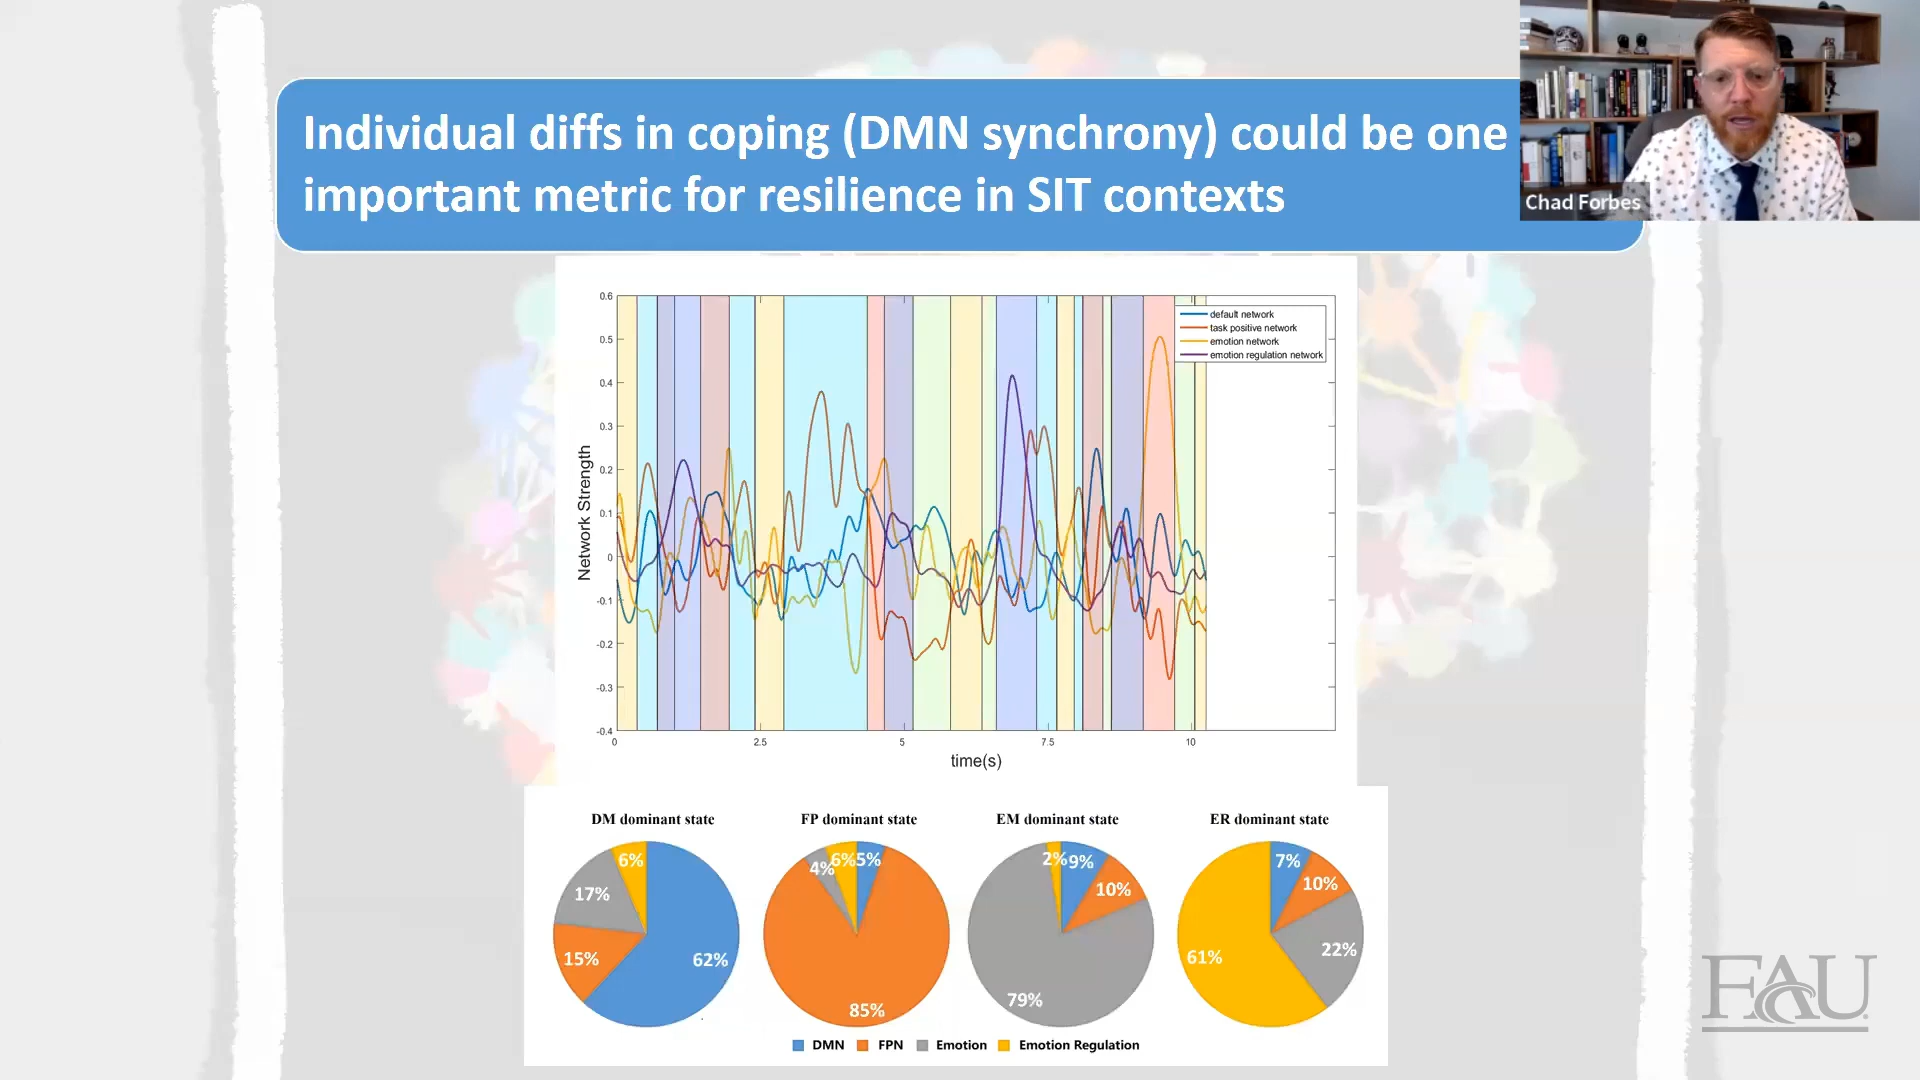 Individual diffs in coping (DMN synchrony) could be one
important metric for resilience in SIT contexts
Chad Forbes
0.6
0.5
0.4
0.3
0.2
0.1
0
-0.1
-0.2
-0.3
-0.4
Network Strength
0
2.5
5
7.5
10
time(s)
default network
task positive network
emotion network
emotion regulation network
DM dominant state
FP dominant state
EM dominant state
ER dominant state
6%
17%
15%
62%
4%
6%
5%
85%
2%
9%
10%
79%
7%
10%
22%
61%
DMN
FPN
Emotion
Emotion Regulation
FAU